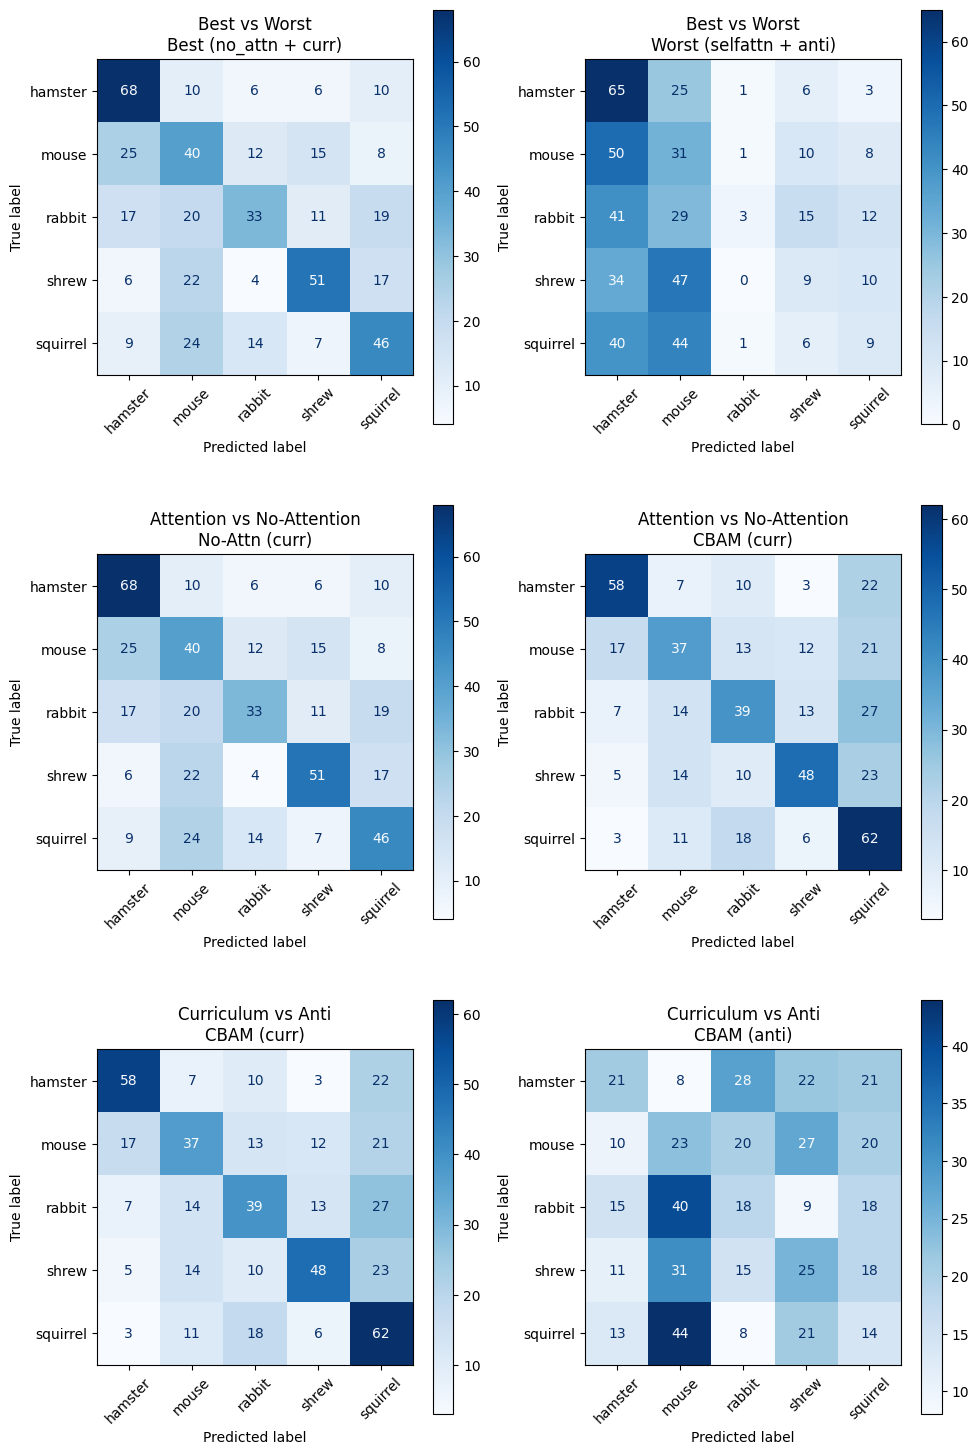 Best vs Worst
Best (no_attn + curr)
True label
hamster 68 10 6 6 10
mouse 25 40 12 15 8
rabbit 17 20 33 11 19
shrew 6 22 4 51 17
squirrel 9 24 14 7 46
hamster mouse rabbit shrew squirrel
Predicted label
60
50
40
30
20
10
Best vs Worst
Worst (selfattn + anti)
True label
hamster 65 25 1 6 3
mouse 50 31 1 10 8
rabbit 41 29 3 15 12
shrew 34 47 0 9 10
squirrel 40 44 1 6 9
hamster mouse rabbit shrew squirrel
Predicted label
60
50
40
30
20
10
0
Attention vs No-Attention
No-Attn (curr)
True label
hamster 68 10 6 6 10
mouse 25 40 12 15 8
rabbit 17 20 33 11 19
shrew 6 22 4 51 17
squirrel 9 24 14 7 46
hamster mouse rabbit shrew squirrel
Predicted label
60
50
40
30
20
10
Attention vs No-Attention
CBAM (curr)
True label
hamster 58 7 10 3 22
mouse 17 37 13 12 21
rabbit 7 14 39 13 27
shrew 5 14 10 48 23
squirrel 3 11 18 6 62
hamster mouse rabbit shrew squirrel
Predicted label
60
50
40
30
20
10
Curriculum vs Anti
CBAM (curr)
True label
hamster 58 7 10 3 22
mouse 17 37 13 12 21
rabbit 7 14 39 13 27
shrew 5 14 10 48 23
squirrel 3 11 18 6 62
hamster mouse rabbit shrew squirrel
Predicted label
60
50
40
30
20
10
Curriculum vs Anti
CBAM (anti)
True label
hamster 21 8 28 22 21
mouse 10 23 20 27 20
rabbit 15 40 18 9 18
shrew 11 31 15 25 18
squirrel 13 44 8 21 14
hamster mouse rabbit shrew squirrel
Predicted label
40
35
30
25
20
15
10